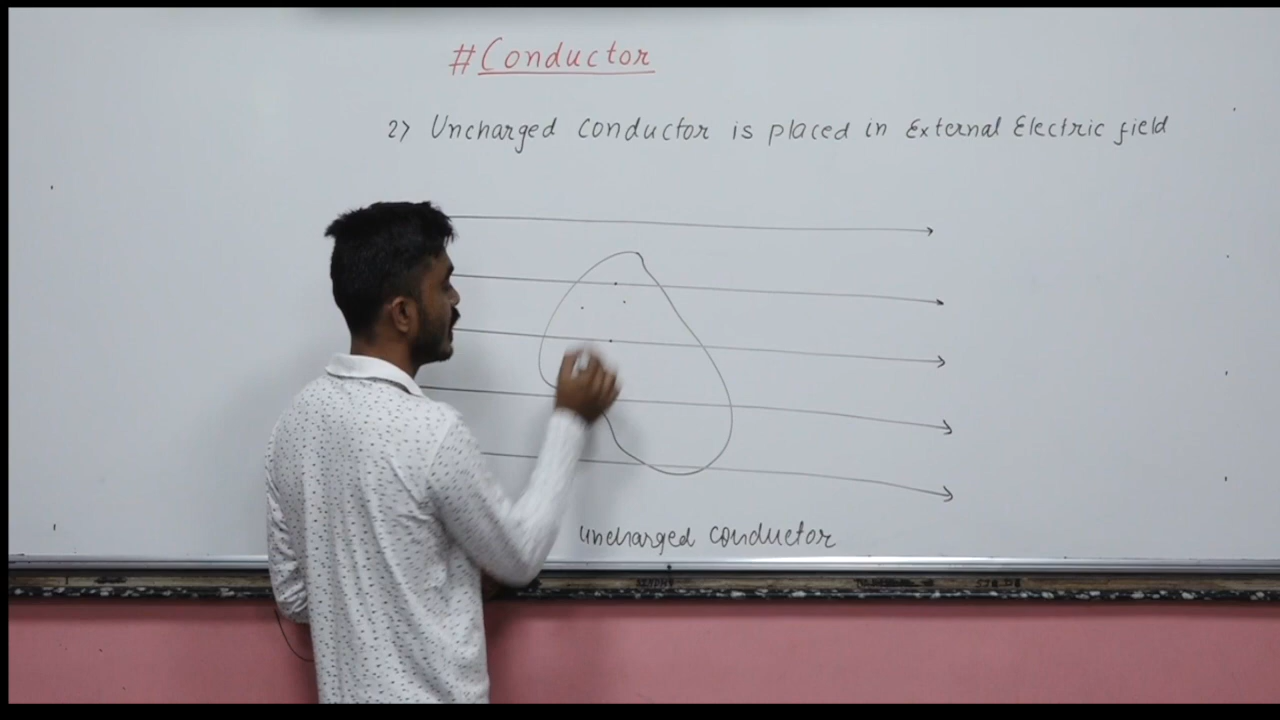 #Conductor
2) Uncharged conductor is placed in External Electric field
uncharged conductor